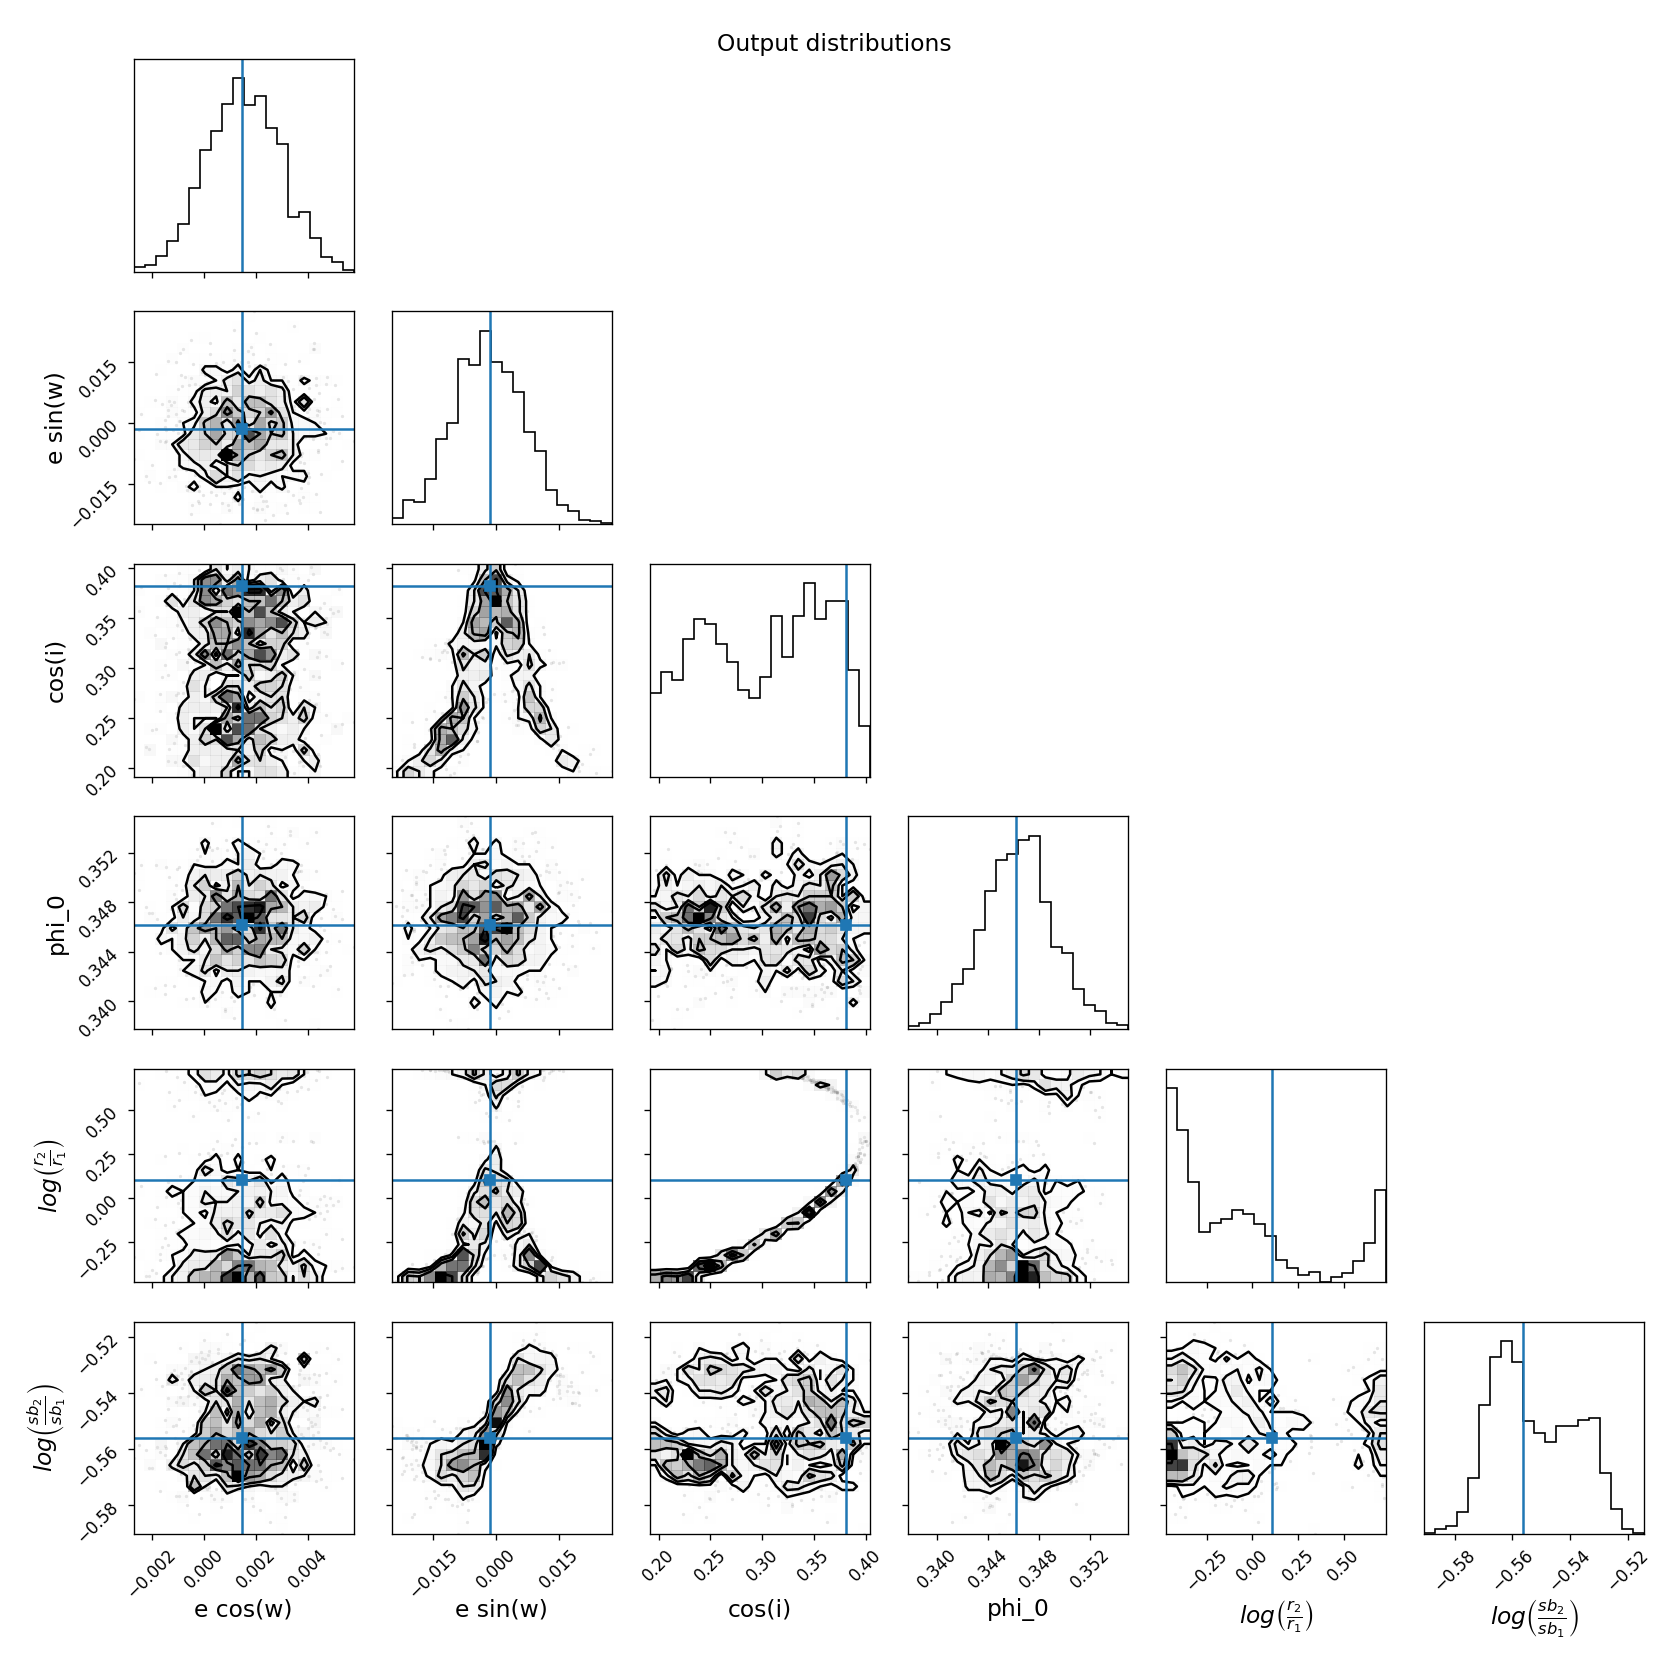 Output distributions
e sin(w)
0.015
0.000
−0.015
cos(i)
0.40
0.35
0.30
0.25
0.20
phi_0
0.352
0.348
0.344
0.340
log(r₂/r₁)
0.50
0.25
0.00
−0.25
log(sb₂/sb₁)
−0.52
−0.54
−0.56
−0.58
−0.002 0.000 0.002 0.004 −0.015 0.000 0.015 0.20 0.25 0.30 0.35 0.40 0.340 0.344 0.348 0.352 −0.25 0.00 0.25 0.50 −0.58 −0.56 −0.54 −0.52
e cos(w) e sin(w) cos(i) phi_0 log(r₂/r₁) log(sb₂/sb₁)